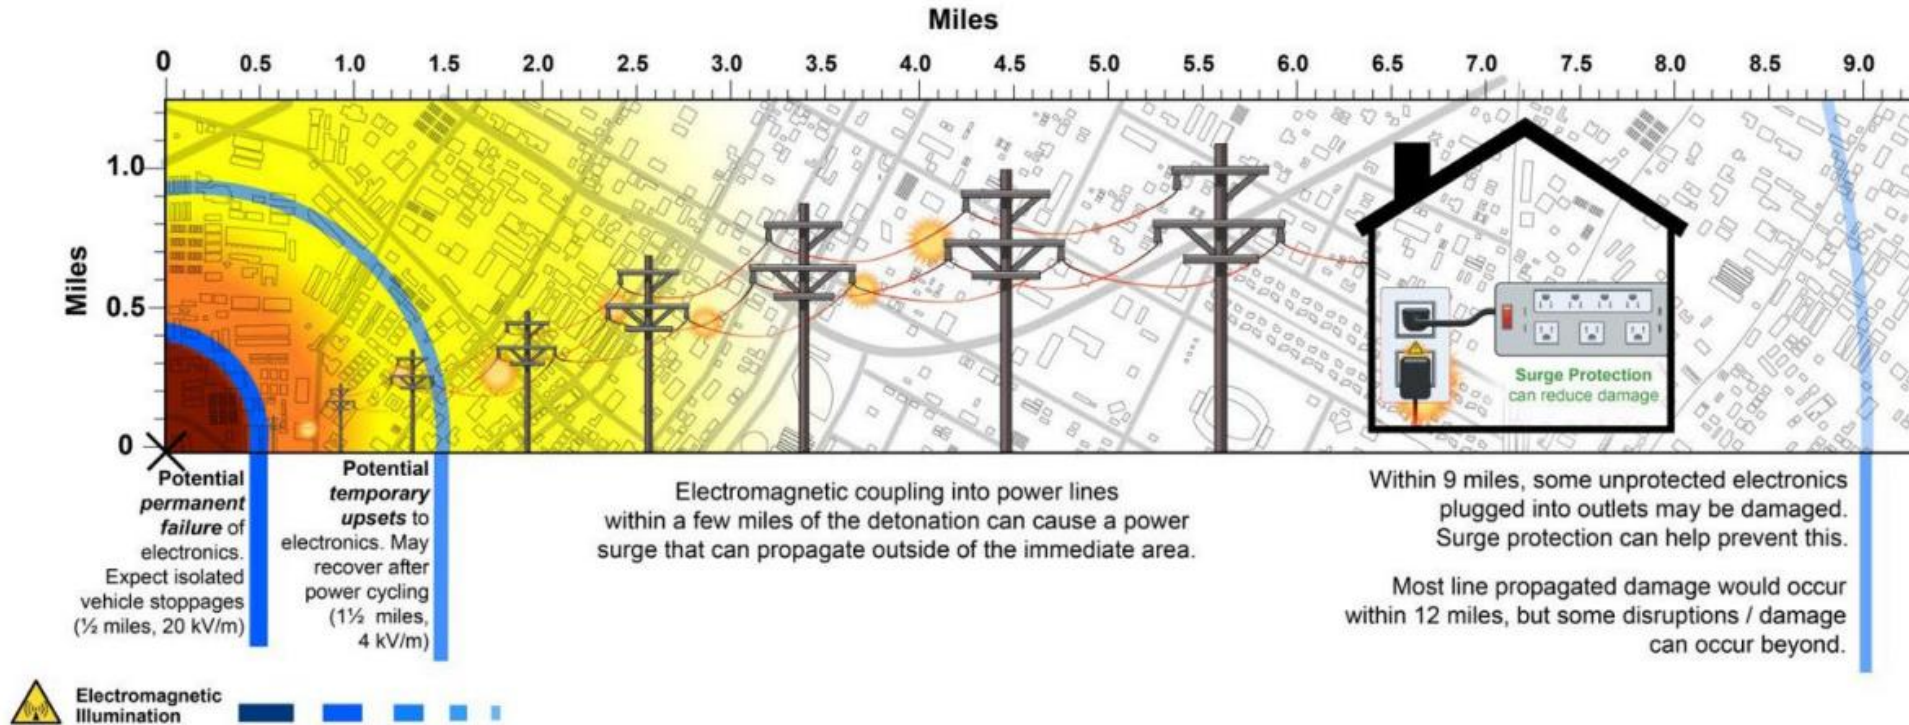 Miles
0 0.5 1.0 1.5 2.0 2.5 3.0 3.5 4.0 4.5 5.0 5.5 6.0 6.5 7.0 7.5 8.0 8.5 9.0
Miles
1.0
0.5
0
Surge Protection
can reduce damage
Potential
permanent
failure of
electronics.
Expect isolated
vehicle stoppages
(½ miles, 20 kV/m)
Potential
temporary
upsets to
electronics. May
recover after
power cycling
(1½ miles,
4 kV/m)
Electromagnetic coupling into power lines
within a few miles of the detonation can cause a power
surge that can propagate outside of the immediate area.
Within 9 miles, some unprotected electronics
plugged into outlets may be damaged.
Surge protection can help prevent this.
Most line propagated damage would occur
within 12 miles, but some disruptions / damage
can occur beyond.
Electromagnetic
Illumination